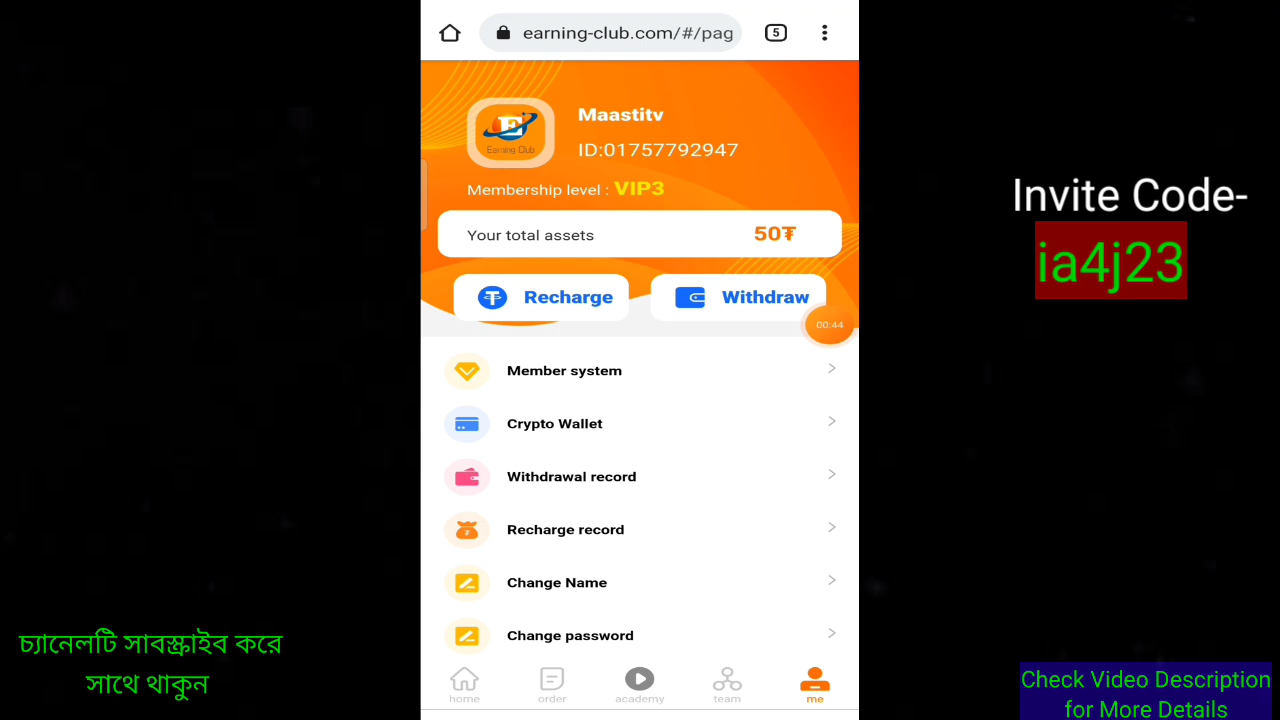 earning-club.com/#/pag
5
Earning Club
Maastitv
ID:01757792947
Membership level : VIP3
Your total assets
50₮
Recharge
Withdraw
00:44
Member system
Crypto Wallet
Withdrawal record
Recharge record
Change Name
Change password
home
order
academy
team
me
Invite Code-
ia4j23
চ্যানেলটি সাবস্ক্রাইব করে
সাথে থাকুন
Check Video Description
for More Details